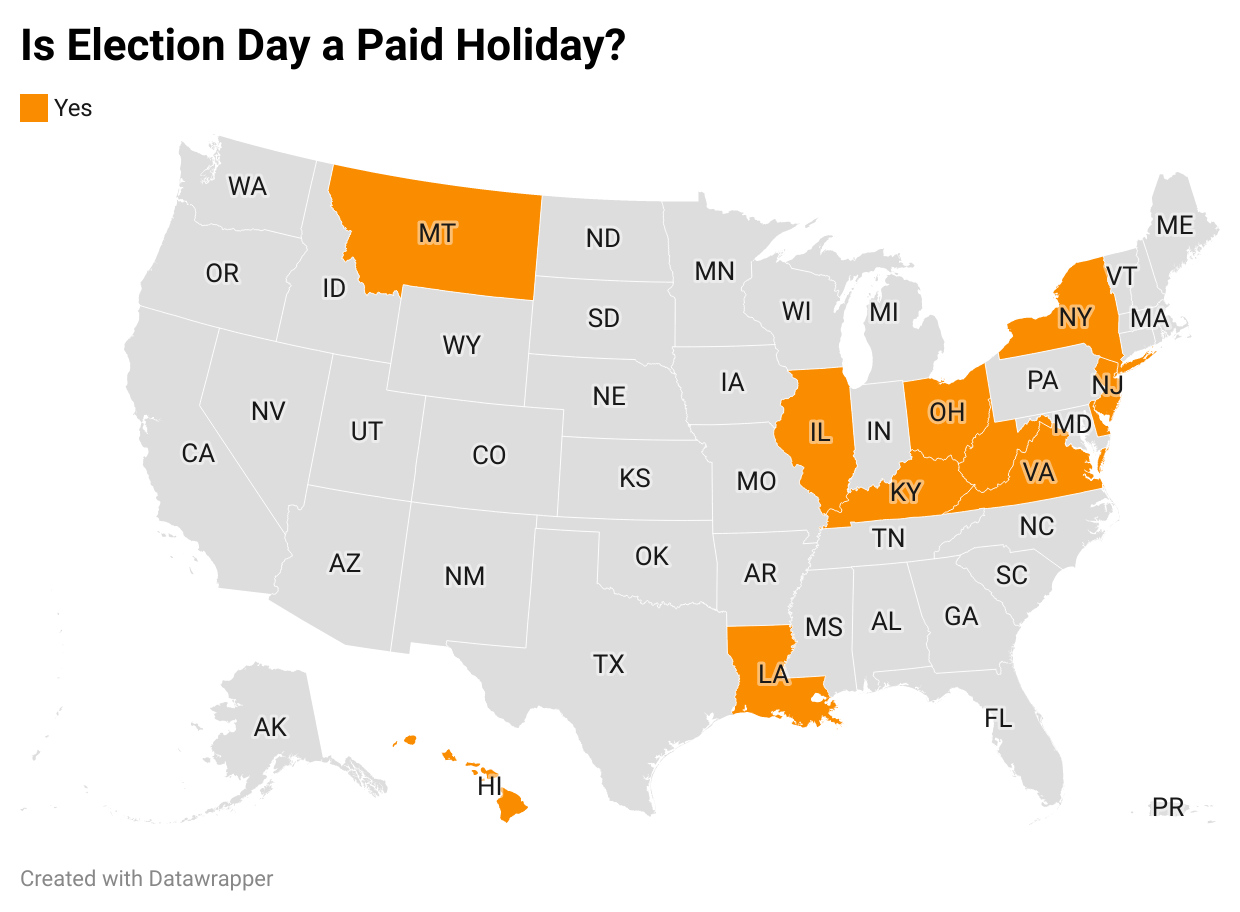 Is Election Day a Paid Holiday?
Yes
WA
ME
MT
ND
VT
MN
OR
ID
WI
MI
NY
MA
SD
WY
IA
PA
NJ
NE
NV
OH
MD
UT
IL
IN
CA
CO
KS
MO
VA
KY
NC
TN
OK
AZ
NM
AR
SC
GA
AL
MS
TX
LA
FL
AK
HI
PR
Created with Datawrapper